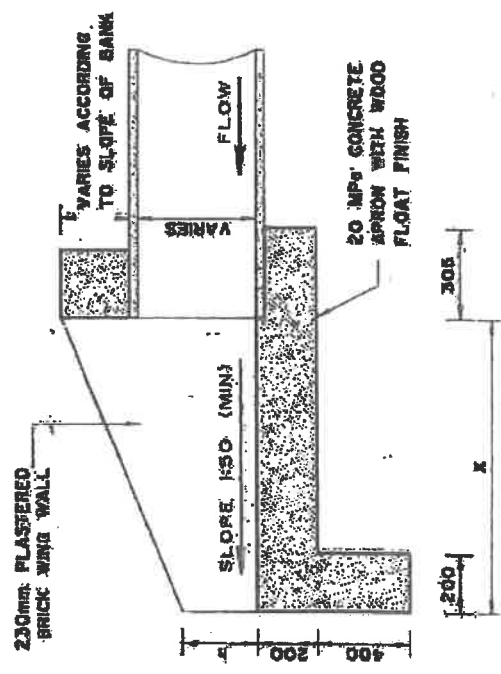 230mm PLASTERED
BRICK WING WALL
VARIES ACCORDING
TO SLOPE OF BANK
FLOW
VARIES
SLOPE 1:50 (MIN)
20 MPa CONCRETE
APRON WITH WOOD
FLOAT FINISH
200
400
200
X
305